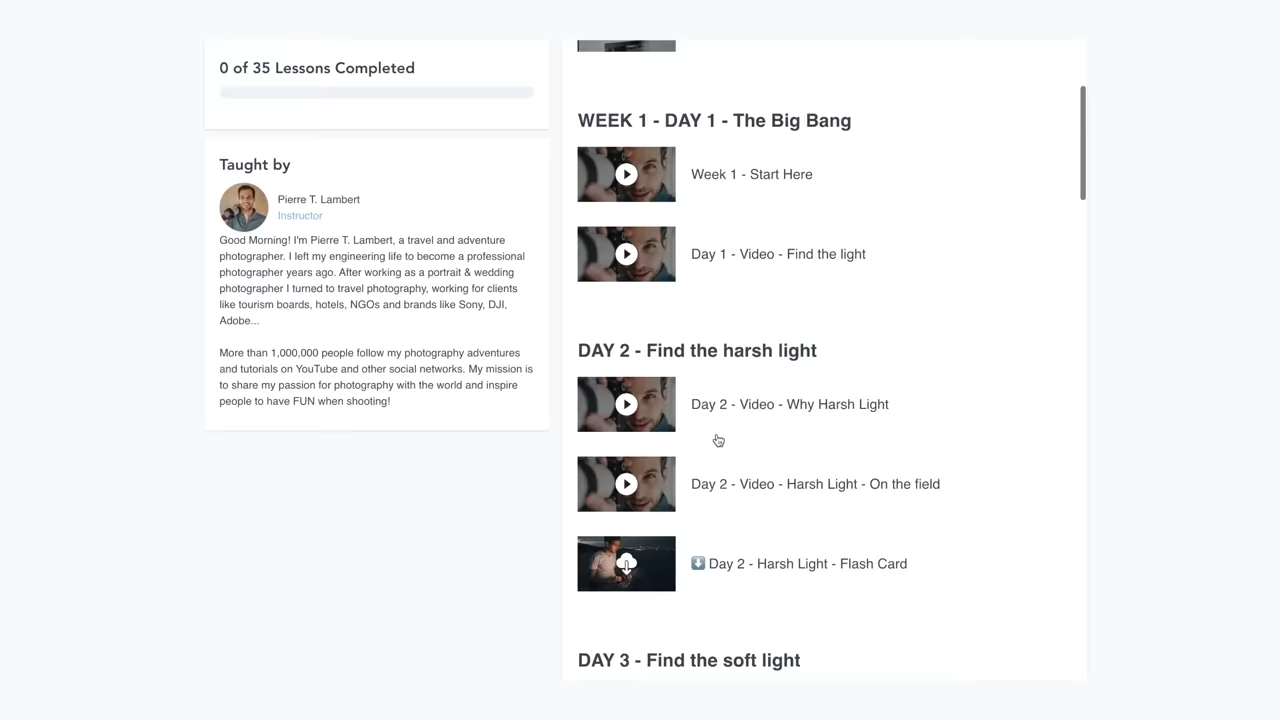 0 of 35 Lessons Completed
Taught by
Pierre T. Lambert
Instructor
Good Morning! I'm Pierre T. Lambert, a travel and adventure
photographer. I left my engineering life to become a professional
photographer years ago. After working as a portrait & wedding
photographer I turned to travel photography, working for clients
like tourism boards, hotels, NGOs and brands like Sony, DJI,
Adobe...
More than 1,000,000 people follow my photography adventures
and tutorials on YouTube and other social networks. My mission is
to share my passion for photography with the world and inspire
people to have FUN when shooting!
WEEK 1 - DAY 1 - The Big Bang
Week 1 - Start Here
Day 1 - Video - Find the light
DAY 2 - Find the harsh light
Day 2 - Video - Why Harsh Light
Day 2 - Video - Harsh Light - On the field
⬇️ Day 2 - Harsh Light - Flash Card
DAY 3 - Find the soft light